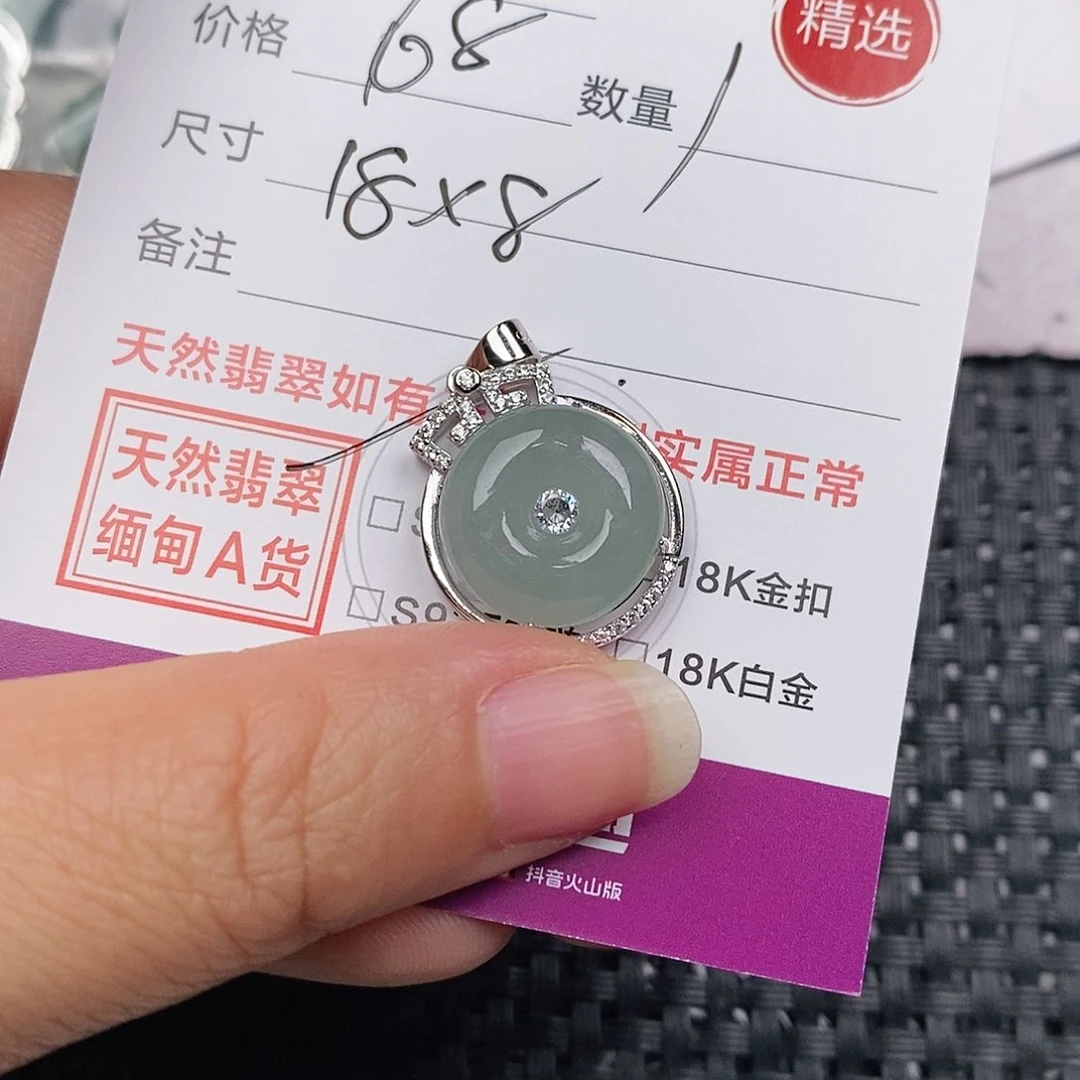 精选
价格 68 数量 1
尺寸 18×8
备注
天然翡翠如有 实属正常
天然翡翠
缅甸A货
18K金扣
S9
18K白金
抖音火山版